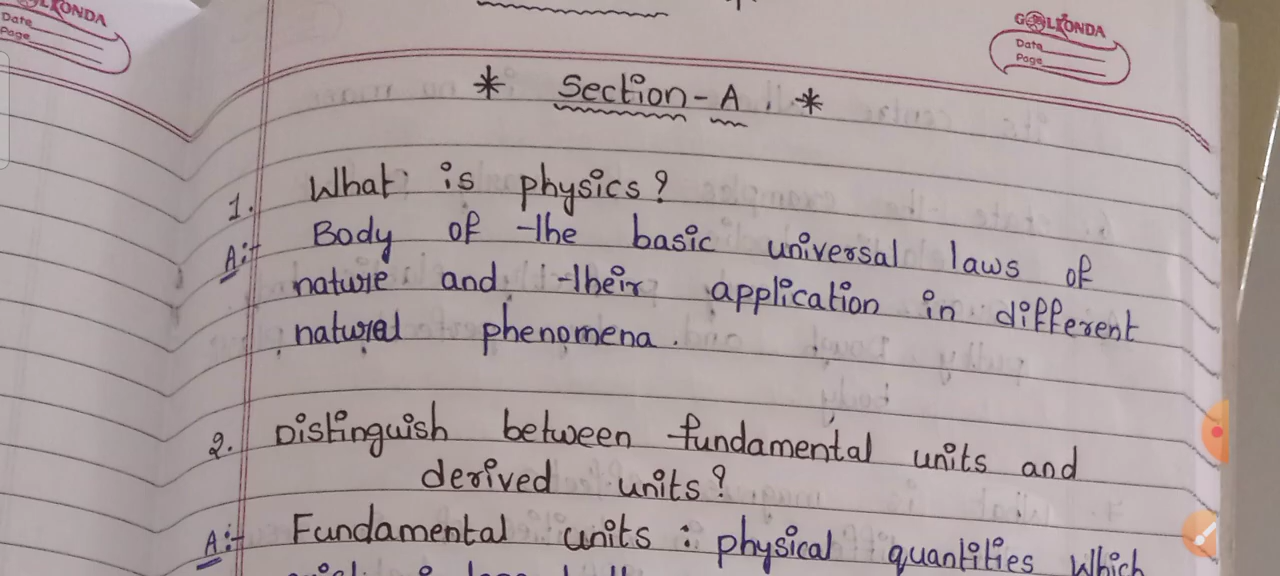 GOLKONDA
Date
Page
GOLKONDA
Date
Page
* Section - A. *
1. What is physics?
A:- Body of the basic universal laws of
nature and their application in different
natural phenomena.
2. Distinguish between fundamental units and
derived units?
A:- Fundamental units : physical quantities which